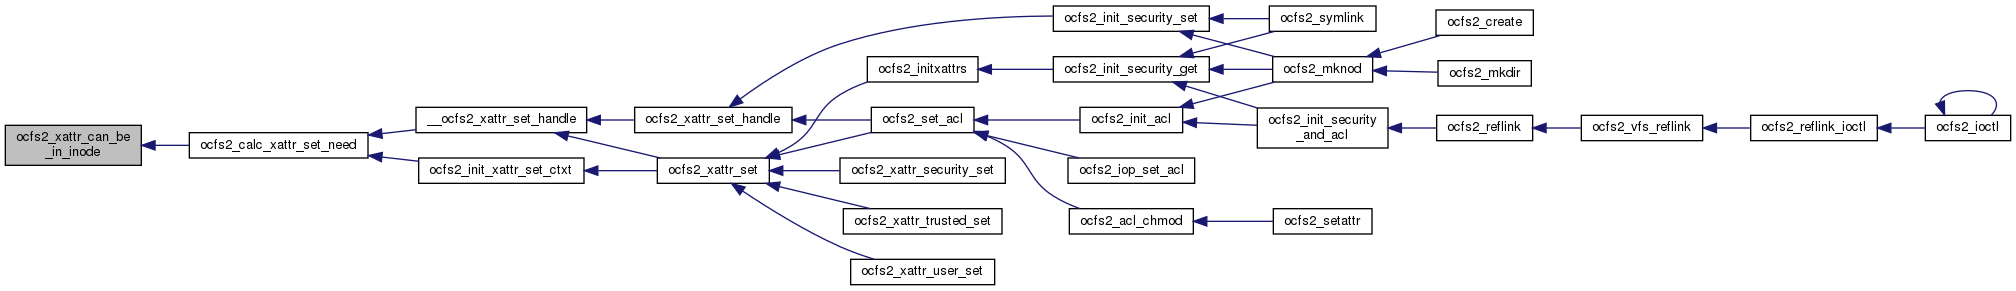 ocfs2_xattr_can_be
_in_inode
ocfs2_calc_xattr_set_need
__ocfs2_xattr_set_handle
ocfs2_init_xattr_set_ctxt
ocfs2_xattr_set_handle
ocfs2_xattr_set
ocfs2_initxattrs
ocfs2_set_acl
ocfs2_xattr_security_set
ocfs2_xattr_trusted_set
ocfs2_xattr_user_set
ocfs2_init_security_set
ocfs2_init_security_get
ocfs2_init_acl
ocfs2_iop_set_acl
ocfs2_acl_chmod
ocfs2_symlink
ocfs2_mknod
ocfs2_init_security
_and_acl
ocfs2_setattr
ocfs2_create
ocfs2_mkdir
ocfs2_reflink
ocfs2_vfs_reflink
ocfs2_reflink_ioctl
ocfs2_ioctl